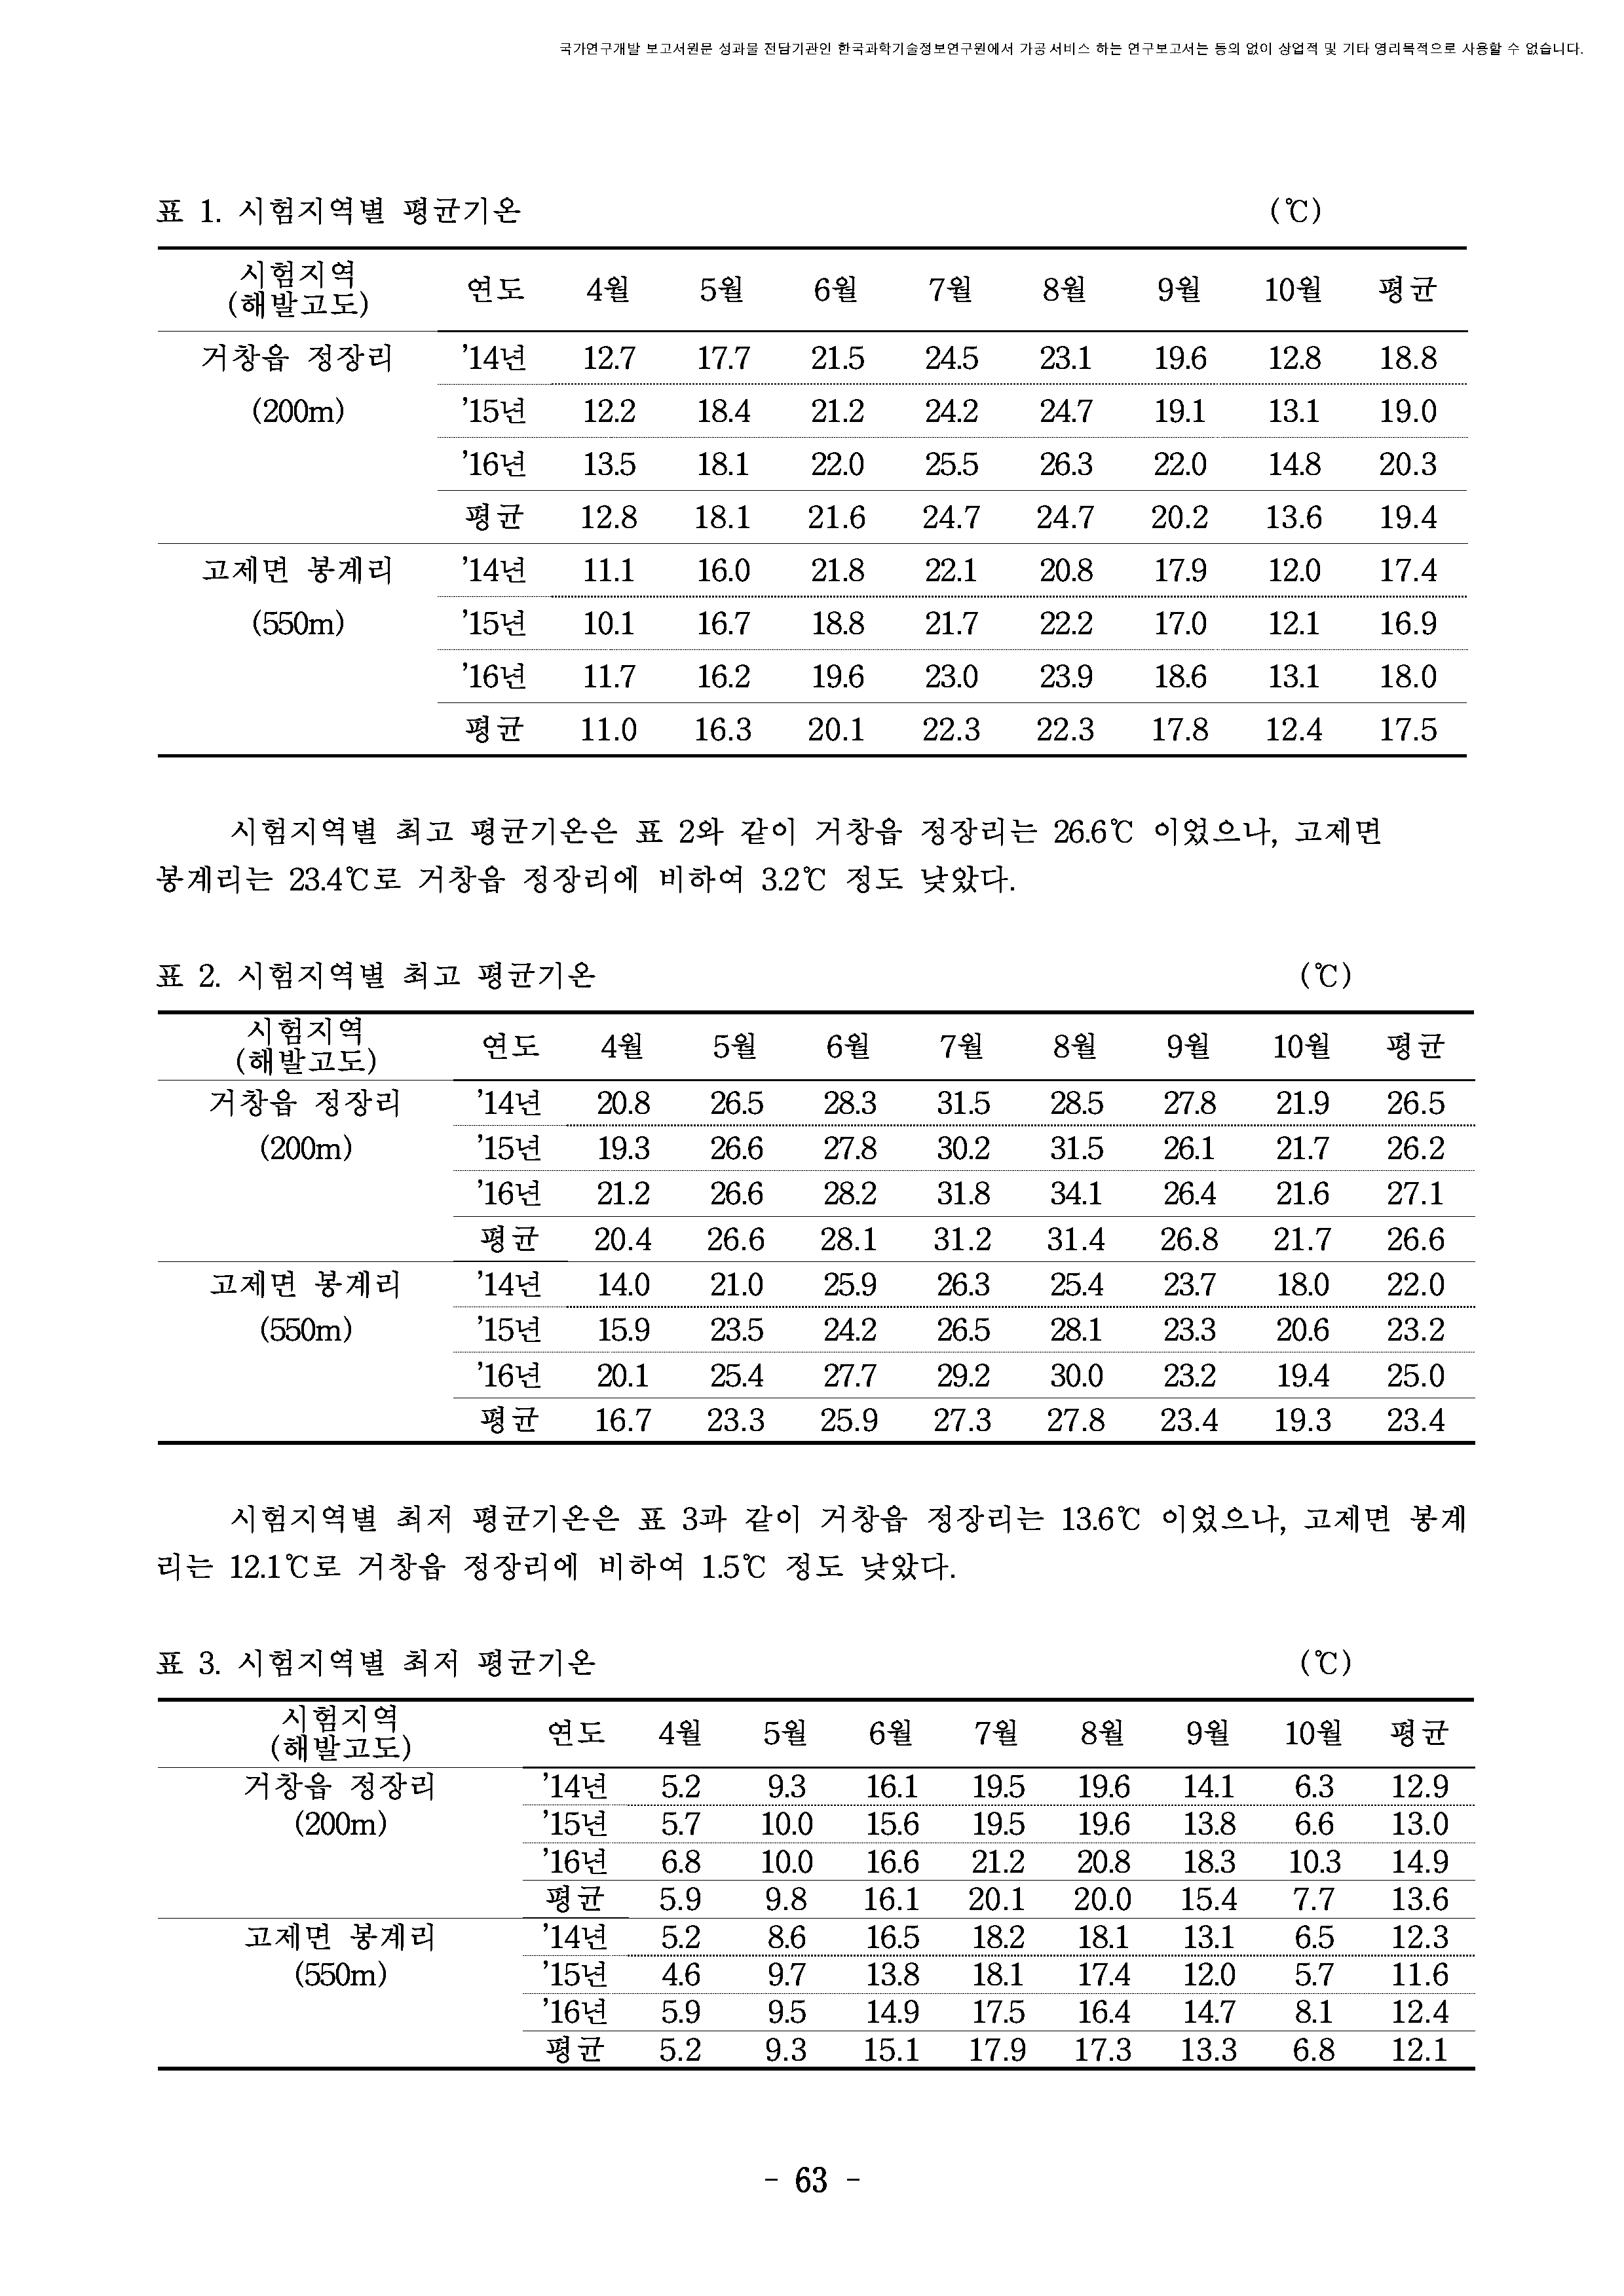 국가연구개발 보고서원문 성과물 전담기관인 한국과학기술정보연구원에서 가공·서비스 하는 연구보고서는 동의 없이 상업적 및 기타 영리목적으로 사용할 수 없습니다.
표 1. 시험지역별 평균기온 (℃)
시험지역
(해발고도) 연도 4월 5월 6월 7월 8월 9월 10월 평균
거창읍 정장리 ’14년 12.7 17.7 21.5 24.5 23.1 19.6 12.8 18.8
(200m) ’15년 12.2 18.4 21.2 24.2 24.7 19.1 13.1 19.0
’16년 13.5 18.1 22.0 25.5 26.3 22.0 14.8 20.3
평균 12.8 18.1 21.6 24.7 24.7 20.2 13.6 19.4
고제면 봉계리 ’14년 11.1 16.0 21.8 22.1 20.8 17.9 12.0 17.4
(550m) ’15년 10.1 16.7 18.8 21.7 22.2 17.0 12.1 16.9
’16년 11.7 16.2 19.6 23.0 23.9 18.6 13.1 18.0
평균 11.0 16.3 20.1 22.3 22.3 17.8 12.4 17.5
시험지역별 최고 평균기온은 표 2와 같이 거창읍 정장리는 26.6℃ 이었으나, 고제면
봉계리는 23.4℃로 거창읍 정장리에 비하여 3.2℃ 정도 낮았다.
표 2. 시험지역별 최고 평균기온 (℃)
시험지역
(해발고도) 연도 4월 5월 6월 7월 8월 9월 10월 평균
거창읍 정장리 ’14년 20.8 26.5 28.3 31.5 28.5 27.8 21.9 26.5
(200m) ’15년 19.3 26.6 27.8 30.2 31.5 26.1 21.7 26.2
’16년 21.2 26.6 28.2 31.8 34.1 26.4 21.6 27.1
평균 20.4 26.6 28.1 31.2 31.4 26.8 21.7 26.6
고제면 봉계리 ’14년 14.0 21.0 25.9 26.3 25.4 23.7 18.0 22.0
(550m) ’15년 15.9 23.5 24.2 26.5 28.1 23.3 20.6 23.2
’16년 20.1 25.4 27.7 29.2 30.0 23.2 19.4 25.0
평균 16.7 23.3 25.9 27.3 27.8 23.4 19.3 23.4
시험지역별 최저 평균기온은 표 3과 같이 거창읍 정장리는 13.6℃ 이었으나, 고제면 봉계
리는 12.1℃로 거창읍 정장리에 비하여 1.5℃ 정도 낮았다.
표 3. 시험지역별 최저 평균기온 (℃)
시험지역
(해발고도) 연도 4월 5월 6월 7월 8월 9월 10월 평균
거창읍 정장리 ’14년 5.2 9.3 16.1 19.5 19.6 14.1 6.3 12.9
(200m) ’15년 5.7 10.0 15.6 19.5 19.6 13.8 6.6 13.0
’16년 6.8 10.0 16.6 21.2 20.8 18.3 10.3 14.9
평균 5.9 9.8 16.1 20.1 20.0 15.4 7.7 13.6
고제면 봉계리 ’14년 5.2 8.6 16.5 18.2 18.1 13.1 6.5 12.3
(550m) ’15년 4.6 9.7 13.8 18.1 17.4 12.0 5.7 11.6
’16년 5.9 9.5 14.9 17.5 16.4 14.7 8.1 12.4
평균 5.2 9.3 15.1 17.9 17.3 13.3 6.8 12.1
- 63 -